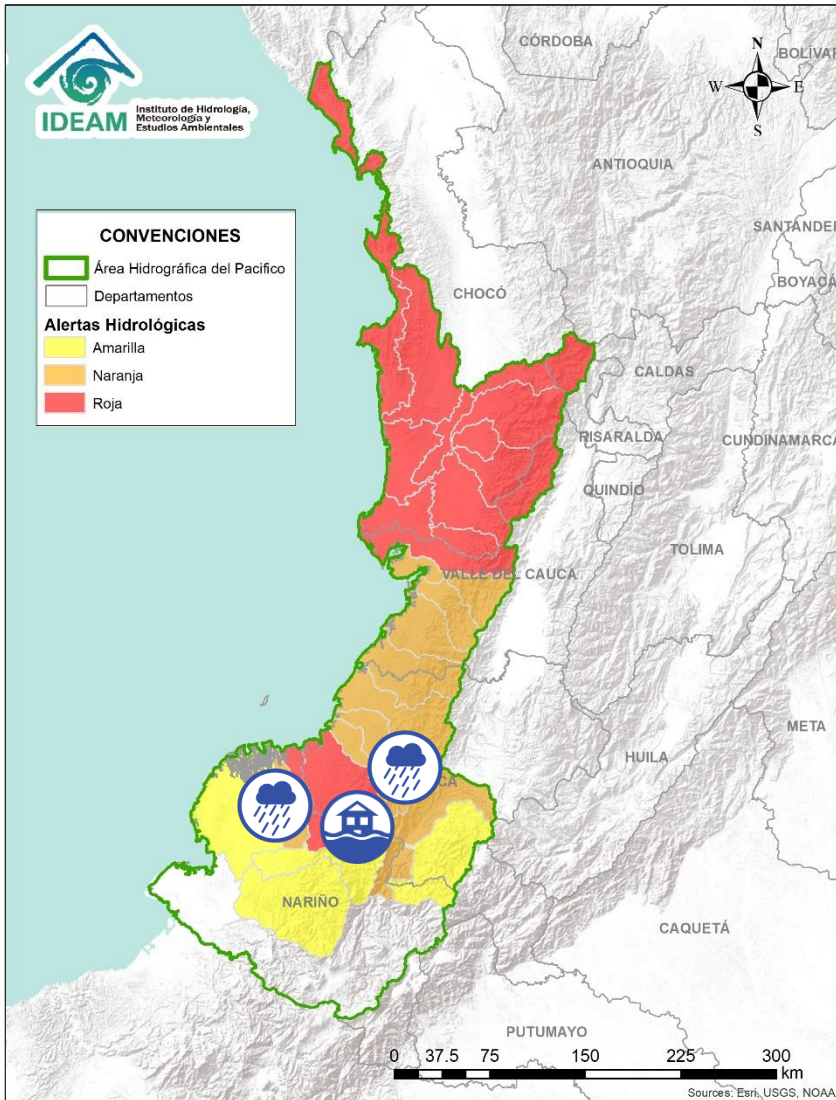 IDEAM
Instituto de Hidrología,
Meteorología y
Estudios Ambientales
CÓRDOBA
BOLÍVAR
N
W
E
S
ANTIOQUIA
SANTANDER
BOYACÁ
CONVENCIONES
Área Hidrográfica del Pacifico
Departamentos
Alertas Hidrológicas
Amarilla
Naranja
Roja
CHOCÓ
CALDAS
RISARALDA
CUNDINAMARCA
QUINDÍO
TOLIMA
VALLE DEL CAUCA
META
HUILA
CA
NARIÑO
CAQUETÁ
PUTUMAYO
0 37.5 75 150 225 300
km
Sources: Esri, USGS, NOAA